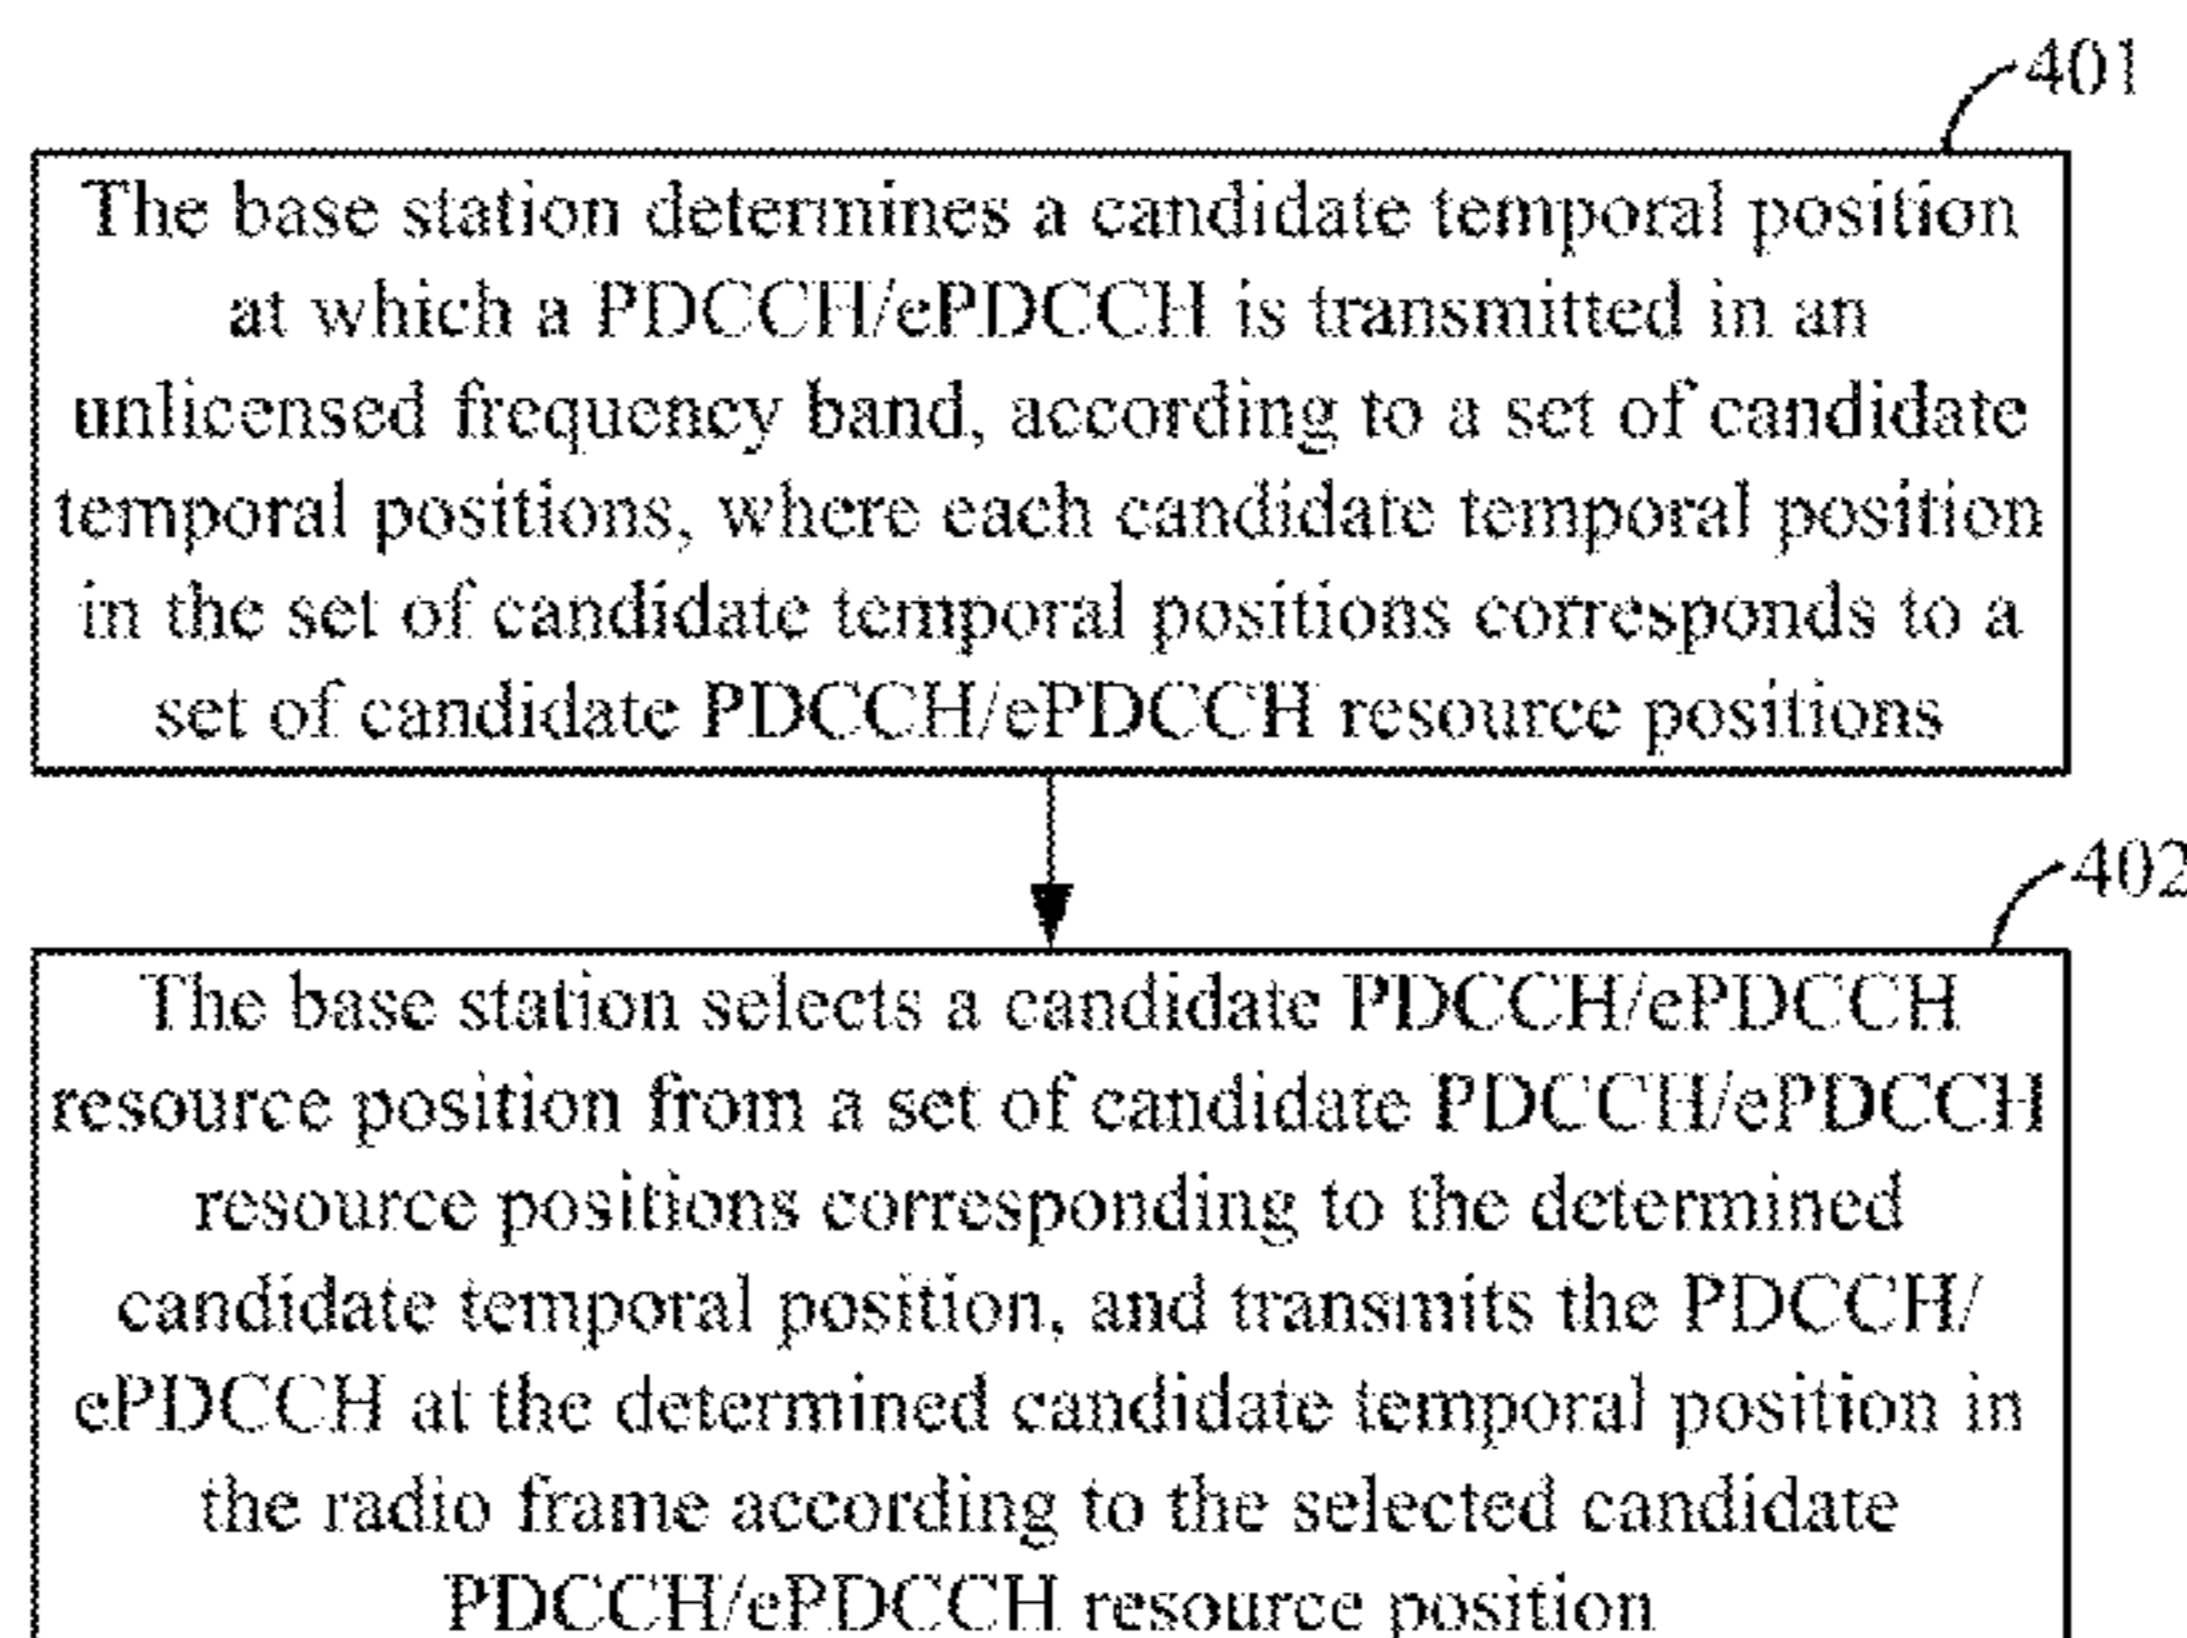 401
The base station determines a candidate temporal position
at which a PDCCH/ePDCCH is transmitted in an
unlicensed frequency band, according to a set of candidate
temporal positions, where each candidate temporal position
in the set of candidate temporal positions corresponds to a
set of candidate PDCCH/ePDCCH resource positions
402
The base station selects a candidate PDCCH/ePDCCH
resource position from a set of candidate PDCCH/ePDCCH
resource positions corresponding to the determined
candidate temporal position, and transmits the PDCCH/
ePDCCH at the determined candidate temporal position in
the radio frame according to the selected candidate
PDCCH/ePDCCH resource position